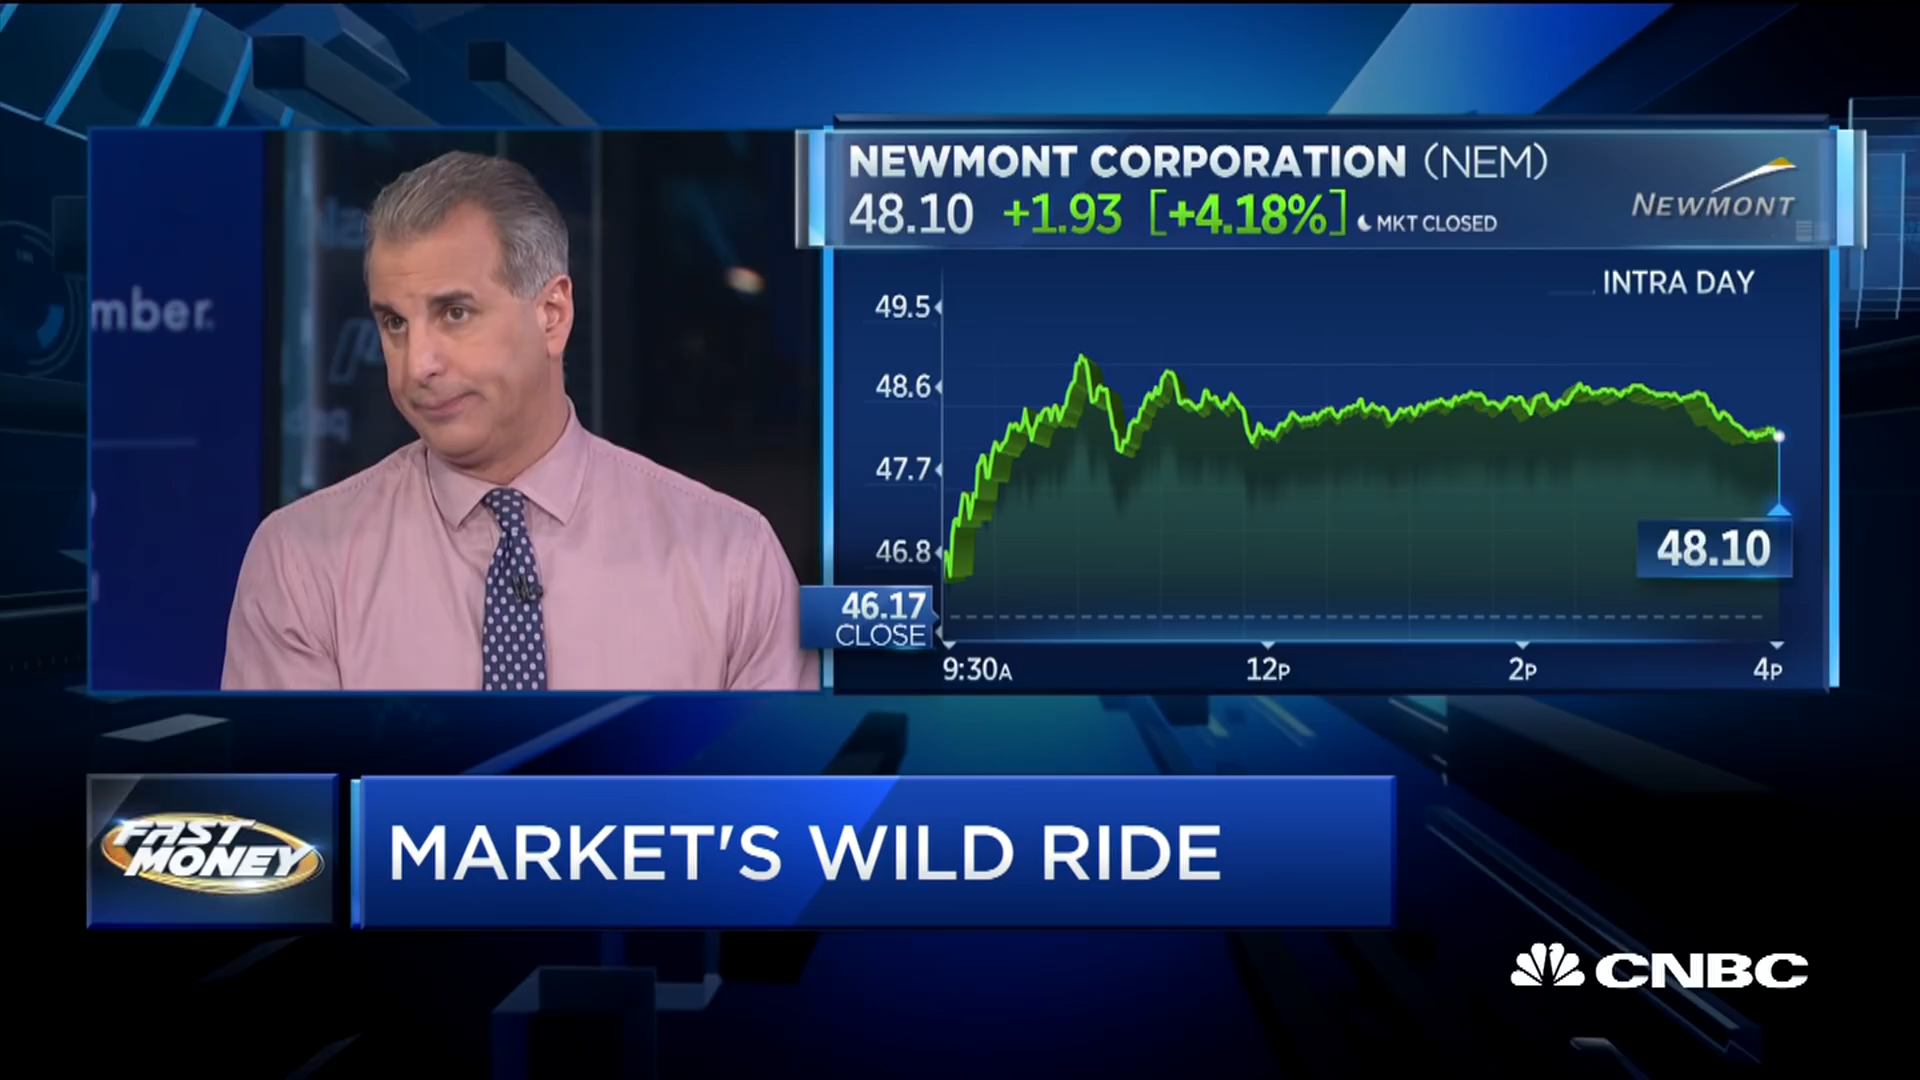 NEWMONT CORPORATION (NEM)
48.10 +1.93 [+4.18%] MKT CLOSED
NEWMONT
INTRA DAY
49.5
48.6
47.7
46.8
46.17
CLOSE
48.10
9:30A 12P 2P 4P
mber.
FAST
MONEY
MARKET'S WILD RIDE
CNBC